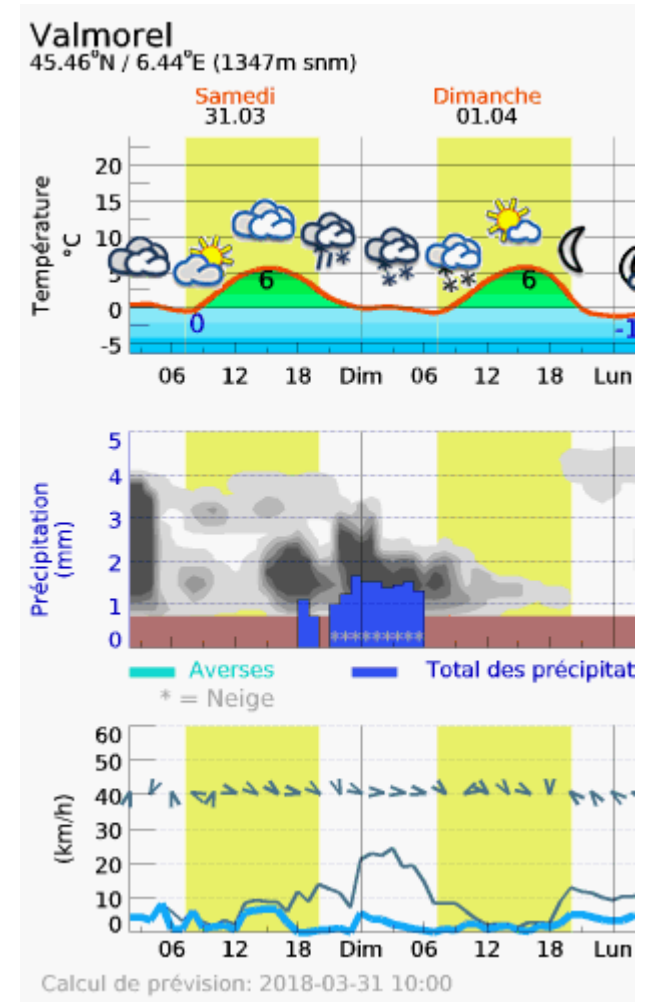 Valmorel
45.46°N / 6.44°E (1347m snm)
Samedi Dimanche
31.03 01.04
Température
°C
20
15
10
5
0
-5
6 6
0 -1
06 12 18 Dim 06 12 18 Lun
Précipitation
(mm)
5
4
3
2
1
0
*********
Averses Total des précipitat
* = Neige
(km/h)
60
50
40
30
20
10
0
06 12 18 Dim 06 12 18 Lun
Calcul de prévision: 2018-03-31 10:00